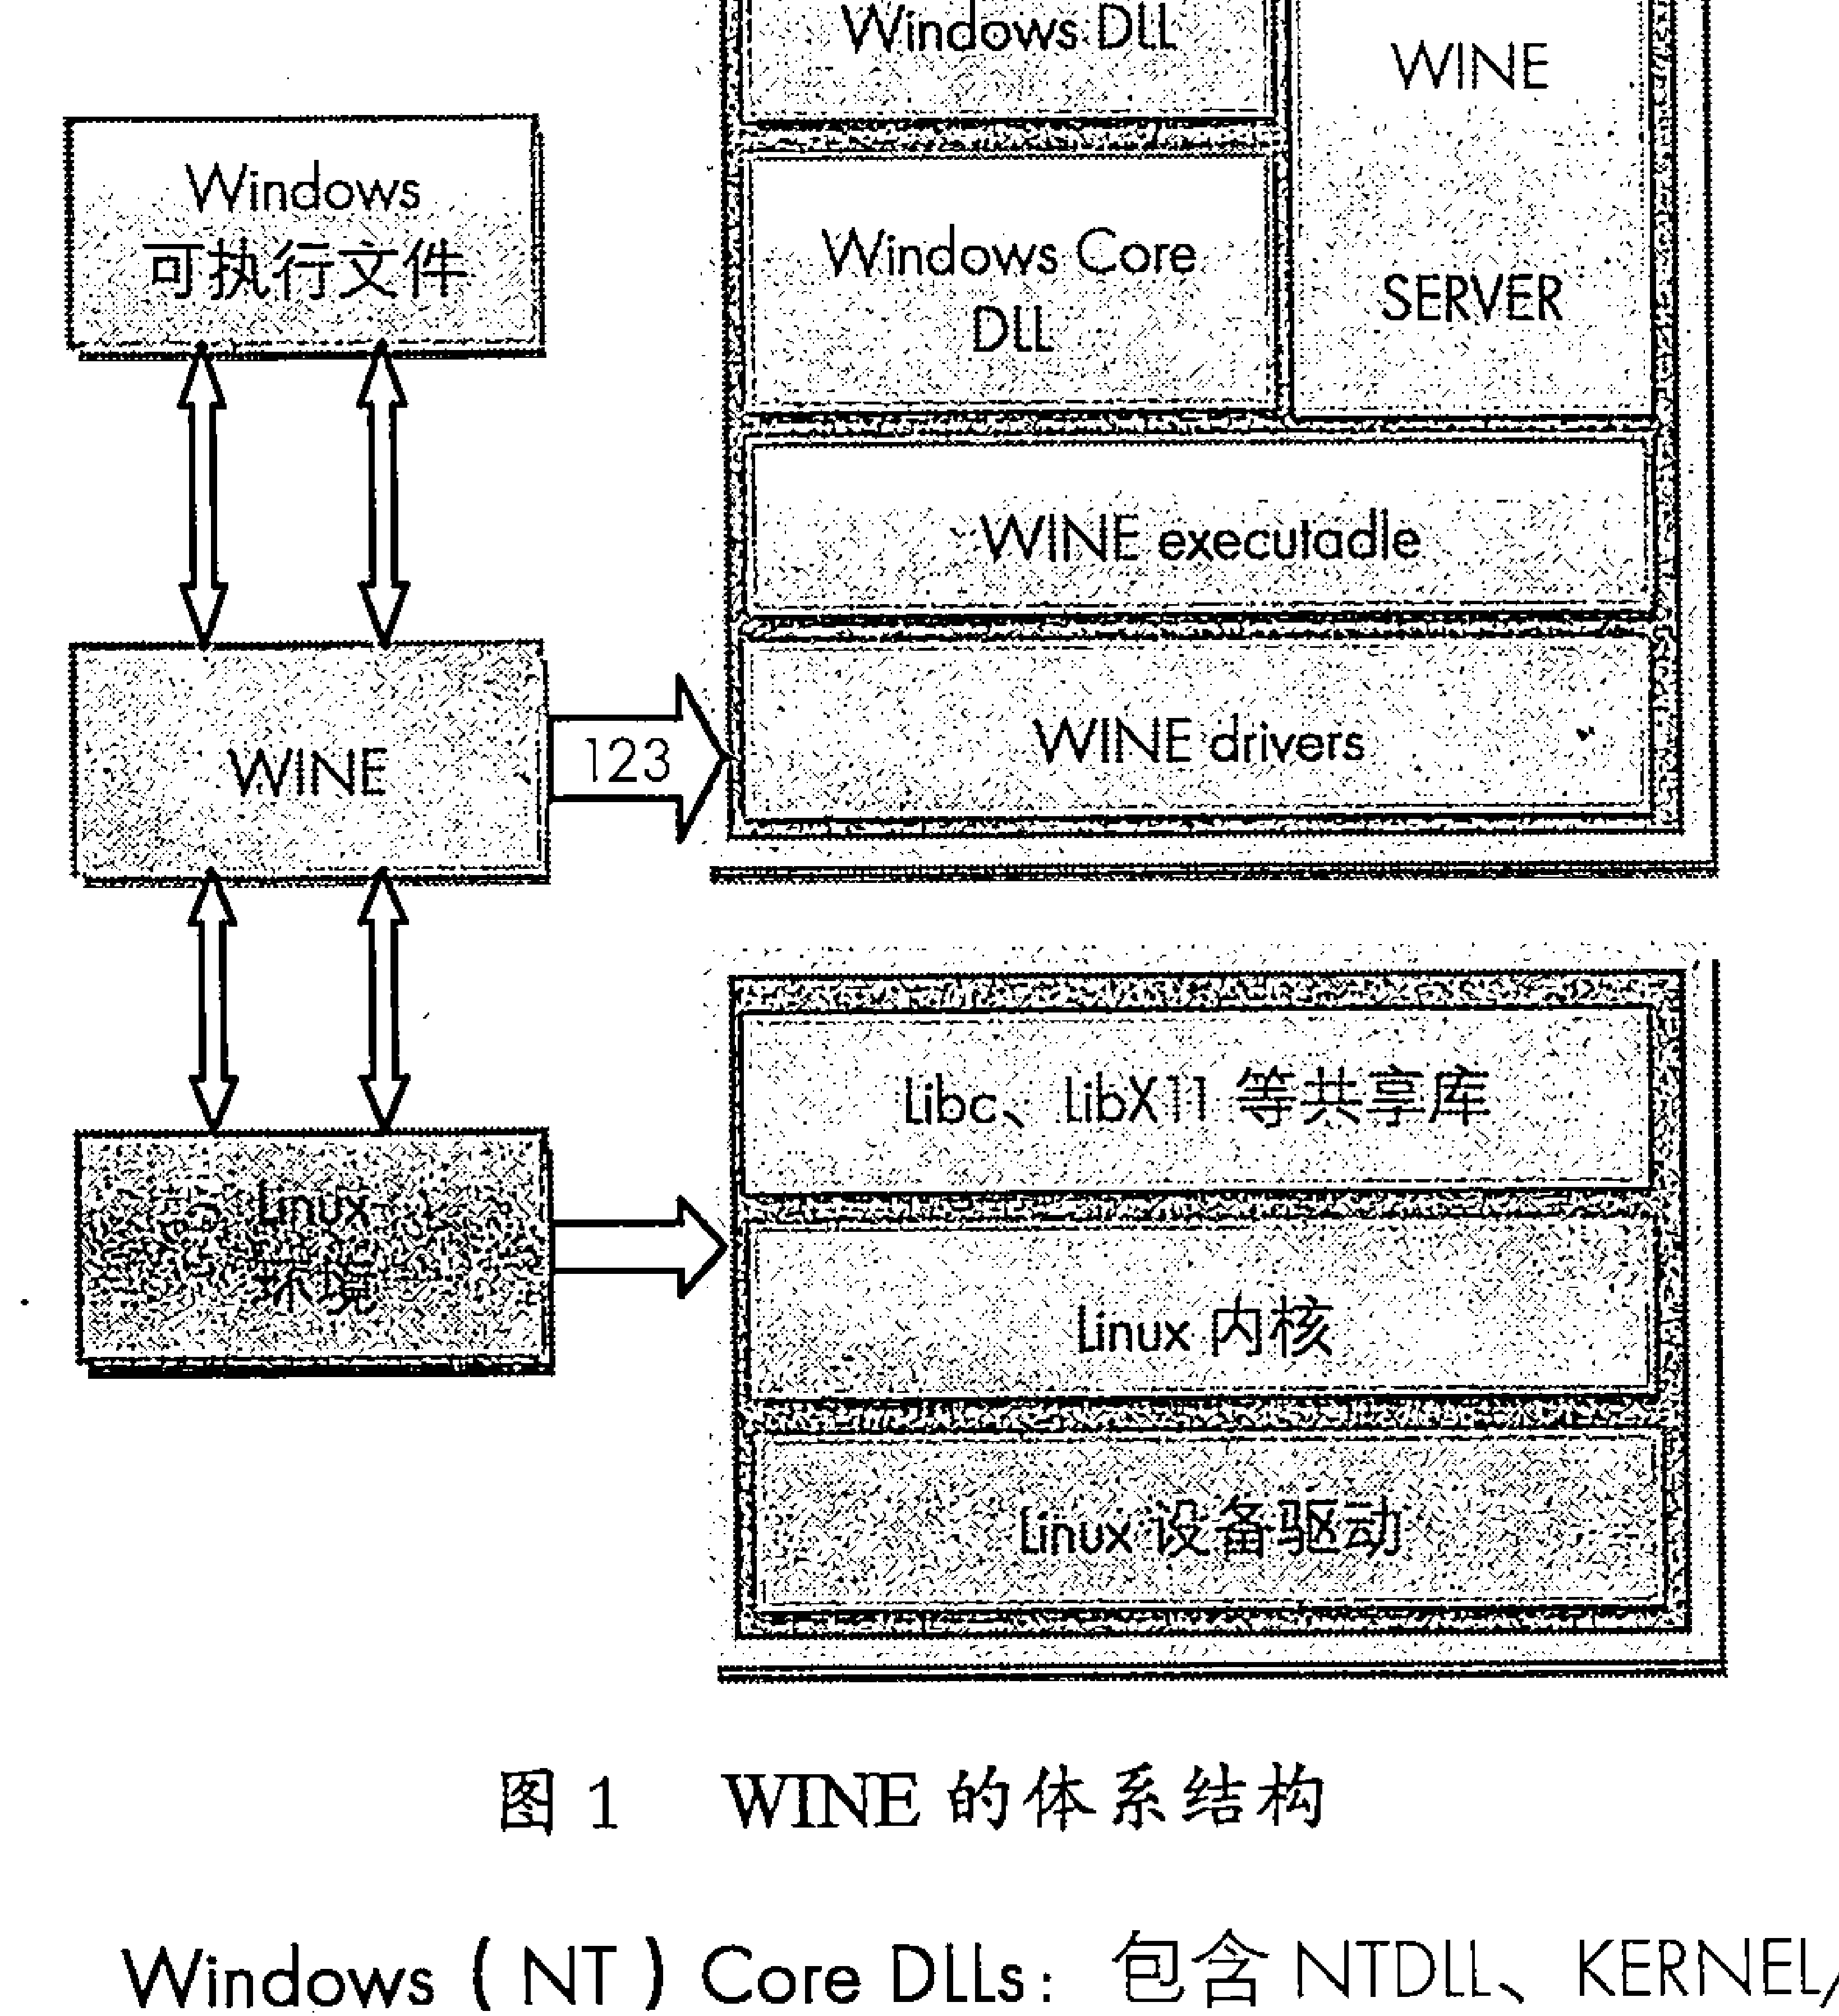 Windows DLL
WINE
SERVER
Windows
可执行文件
Windows Core
DLL
WINE executadle
WINE
123
WINE drivers
Libc、LibX11 等共享库
Linux
环境
Linux 内核
Linux 设备驱动
图 1 WINE 的体系结构
Windows ( NT ) Core DLLs: 包含 NTDLL、KERNEL/